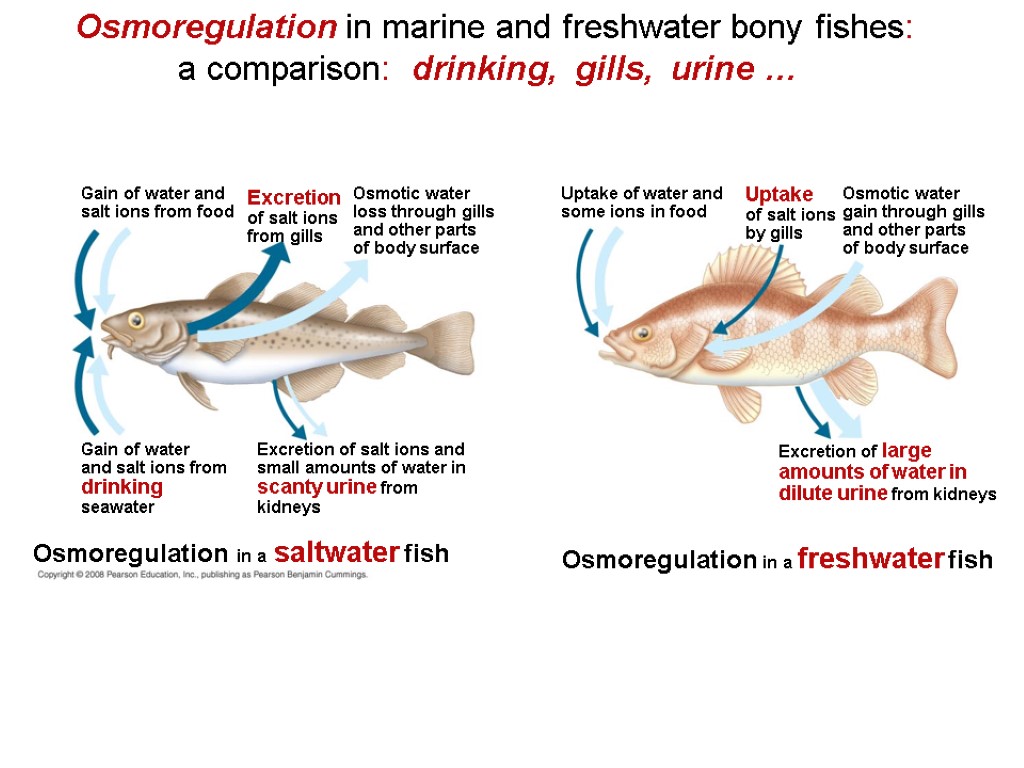 Osmoregulation in marine and freshwater bony fishes:
a comparison: drinking, gills, urine …
Gain of water and
salt ions from food
Excretion
of salt ions
from gills
Osmotic water
loss through gills
and other parts
of body surface
Uptake of water and
some ions in food
Uptake
of salt ions
by gills
Osmotic water
gain through gills
and other parts
of body surface
Gain of water
and salt ions from
drinking
seawater
Excretion of salt ions and
small amounts of water in
scanty urine from
kidneys
Excretion of large
amounts of water in
dilute urine from kidneys
Osmoregulation in a saltwater fish
Copyright © 2008 Pearson Education, Inc., publishing as Pearson Benjamin Cummings.
Osmoregulation in a freshwater fish